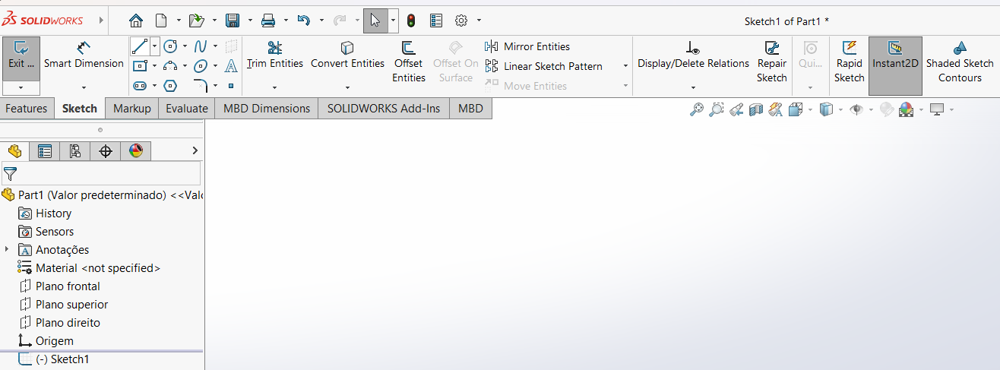 SOLIDWORKS
Sketch1 of Part1 *
Exit ...
Smart Dimension
Trim Entities
Convert Entities
Offset
Entities
Offset On
Surface
Mirror Entities
Linear Sketch Pattern
Move Entities
Display/Delete Relations
Repair
Sketch
Qui...
Rapid
Sketch
Instant2D
Shaded Sketch
Contours
Features
Sketch
Markup
Evaluate
MBD Dimensions
SOLIDWORKS Add-Ins
MBD
Part1 (Valor predeterminado) <<Valo
History
Sensors
Anotações
Material <not specified>
Plano frontal
Plano superior
Plano direito
Origem
(-) Sketch1